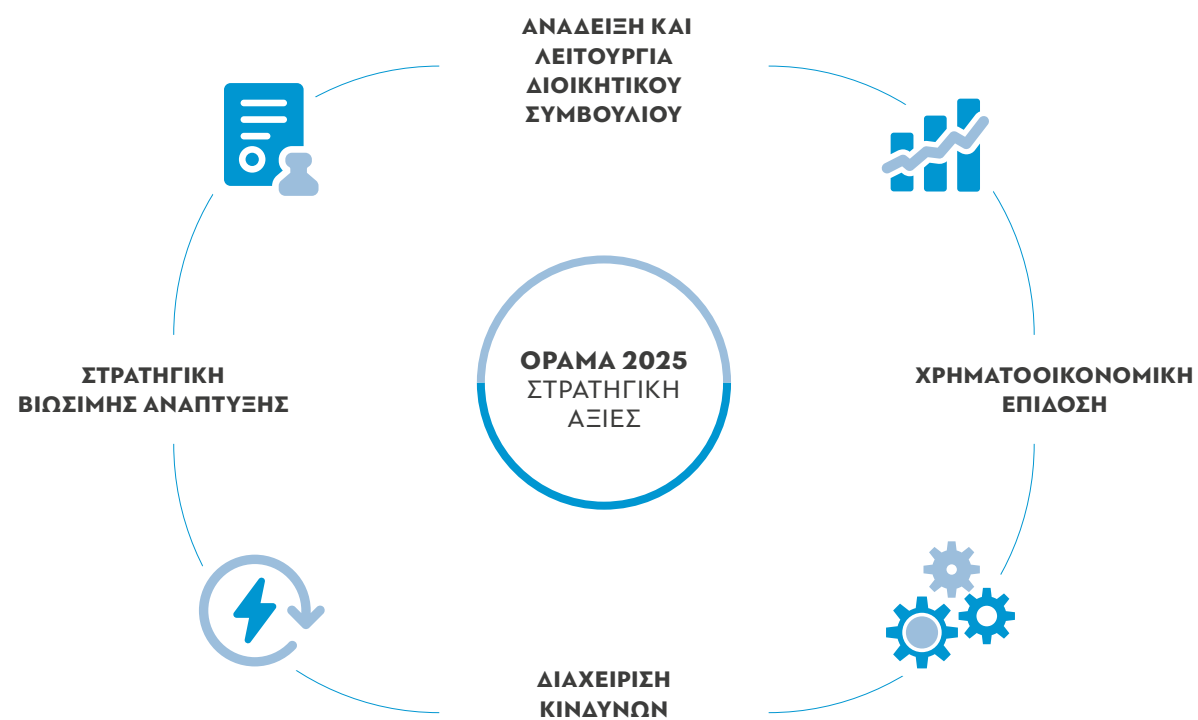 ΑΝΑΔΕΙΞΗ ΚΑΙ
ΛΕΙΤΟΥΡΓΙΑ
ΔΙΟΙΚΗΤΙΚΟΥ
ΣΥΜΒΟΥΛΙΟΥ
ΟΡΑΜΑ 2025
ΣΤΡΑΤΗΓΙΚΗ
ΑΞΙΕΣ
ΣΤΡΑΤΗΓΙΚΗ
ΒΙΩΣΙΜΗΣ ΑΝΑΠΤΥΞΗΣ
ΧΡΗΜΑΤΟΟΙΚΟΝΟΜΙΚΗ
ΕΠΙΔΟΣΗ
ΔΙΑΧΕΙΡΙΣΗ
ΚΙΝΔΥΝΩΝ